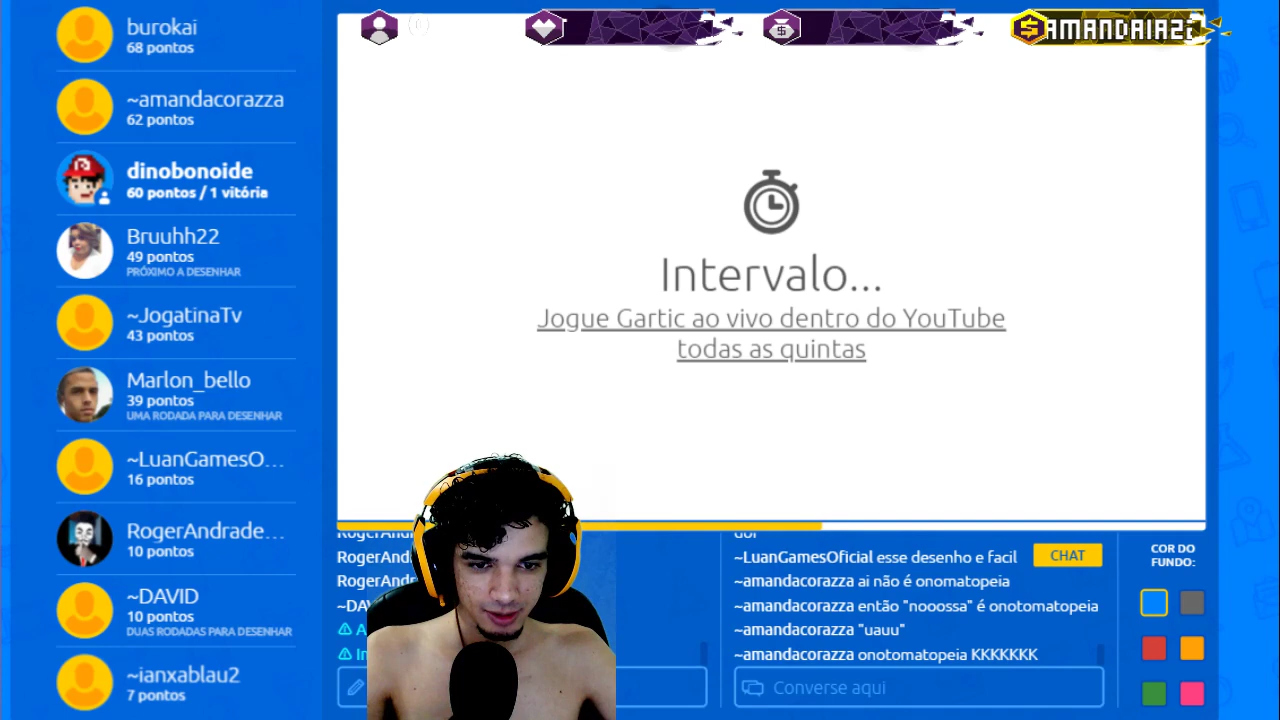 burokai
68 pontos
~amandacorazza
62 pontos
dinobonoide
60 pontos / 1 vitória
Bruuhh22
49 pontos
PRÓXIMO A DESENHAR
~JogatinaTv
43 pontos
Marlon_bello
39 pontos
UMA RODADA PARA DESENHAR
~LuanGamesO...
16 pontos
RogerAndrade...
10 pontos
~DAVID
10 pontos
DUAS RODADAS PARA DESENHAR
~ianxablau2
7 pontos
Intervalo...
Jogue Gartic ao vivo dentro do YouTube
todas as quintas
~LuanGamesOficial esse desenho e facil
~amandacorazza ai não é onomatopeia
~amandacorazza então "nooossa" é onotomatopeia
~amandacorazza "uauu"
~amandacorazza onotomatopeia KKKKKKK
Converse aqui
CHAT
COR DO
FUNDO: